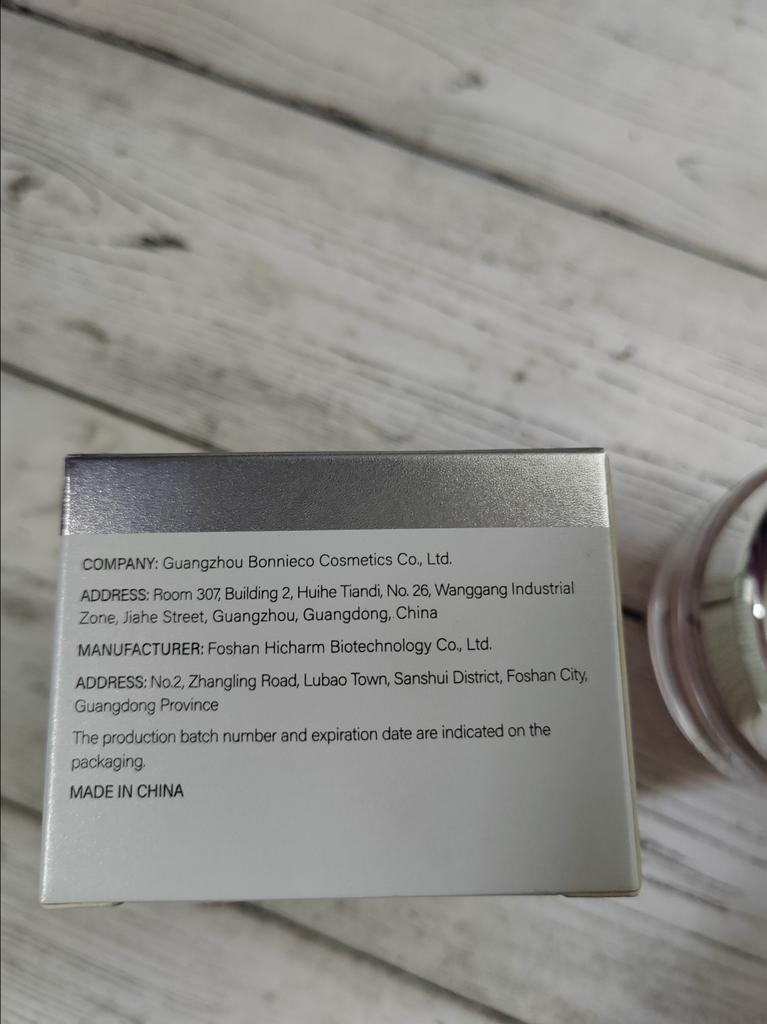 COMPANY: Guangzhou Bonnieco Cosmetics Co., Ltd.
ADDRESS: Room 307, Building 2, Huihe Tiandi, No. 26, Wanggang Industrial
Zone, Jiahe Street, Guangzhou, Guangdong, China
MANUFACTURER: Foshan Hicharm Biotechnology Co., Ltd.
ADDRESS: No.2, Zhangling Road, Lubao Town, Sanshui District, Foshan City,
Guangdong Province
The production batch number and expiration date are indicated on the
packaging.
MADE IN CHINA